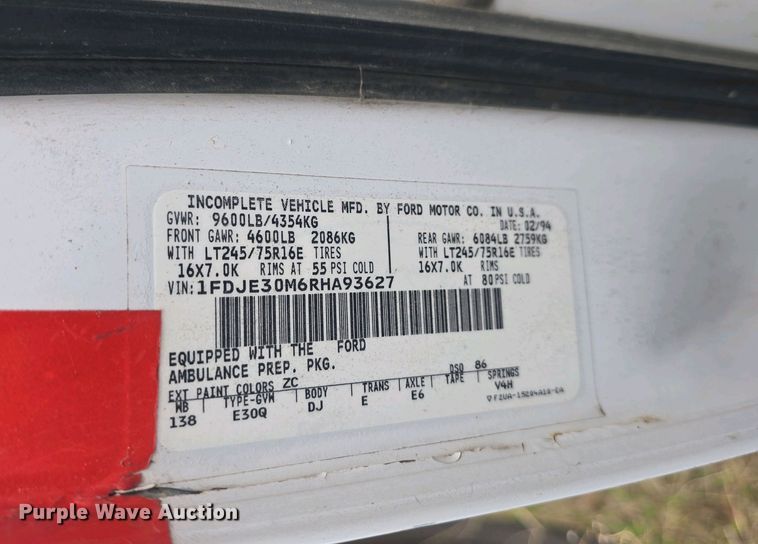 INCOMPLETE VEHICLE MFD. BY FORD MOTOR CO. IN U.S.A.
GVWR: 9600LB/4354KG DATE: 02/94
FRONT GAWR: 4600LB 2086KG REAR GAWR: 6084LB 2759KG
WITH LT245/75R16E TIRES WITH LT245/75R16E TIRES
16X7.0K RIMS AT 55 PSI COLD 16X7.0K RIMS
VIN: 1FDJE30M6RHA93627 AT 80 PSI COLD
EQUIPPED WITH THE FORD
AMBULANCE PREP. PKG.
EXT PAINT COLORS ZC DSO 86
WB TYPE-GVM BODY TRANS AXLE TAPE SPRINGS
138 E30Q DJ E E6 V4H
Purple Wave Auction